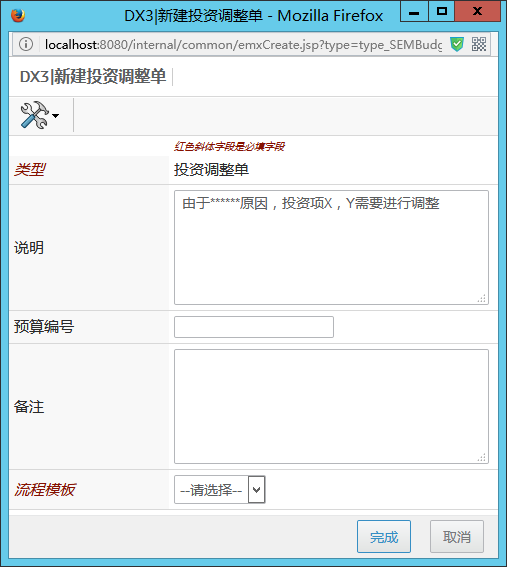 DX3|新建投资调整单 - Mozilla Firefox
localhost:8080/internal/common/emxCreate.jsp?type=type_SEMBudg
DX3|新建投资调整单
红色斜体字段是必填字段
类型 投资调整单
说明 由于******原因，投资项X，Y需要进行调整
预算编号
备注
流程模板 --请选择--
完成 取消